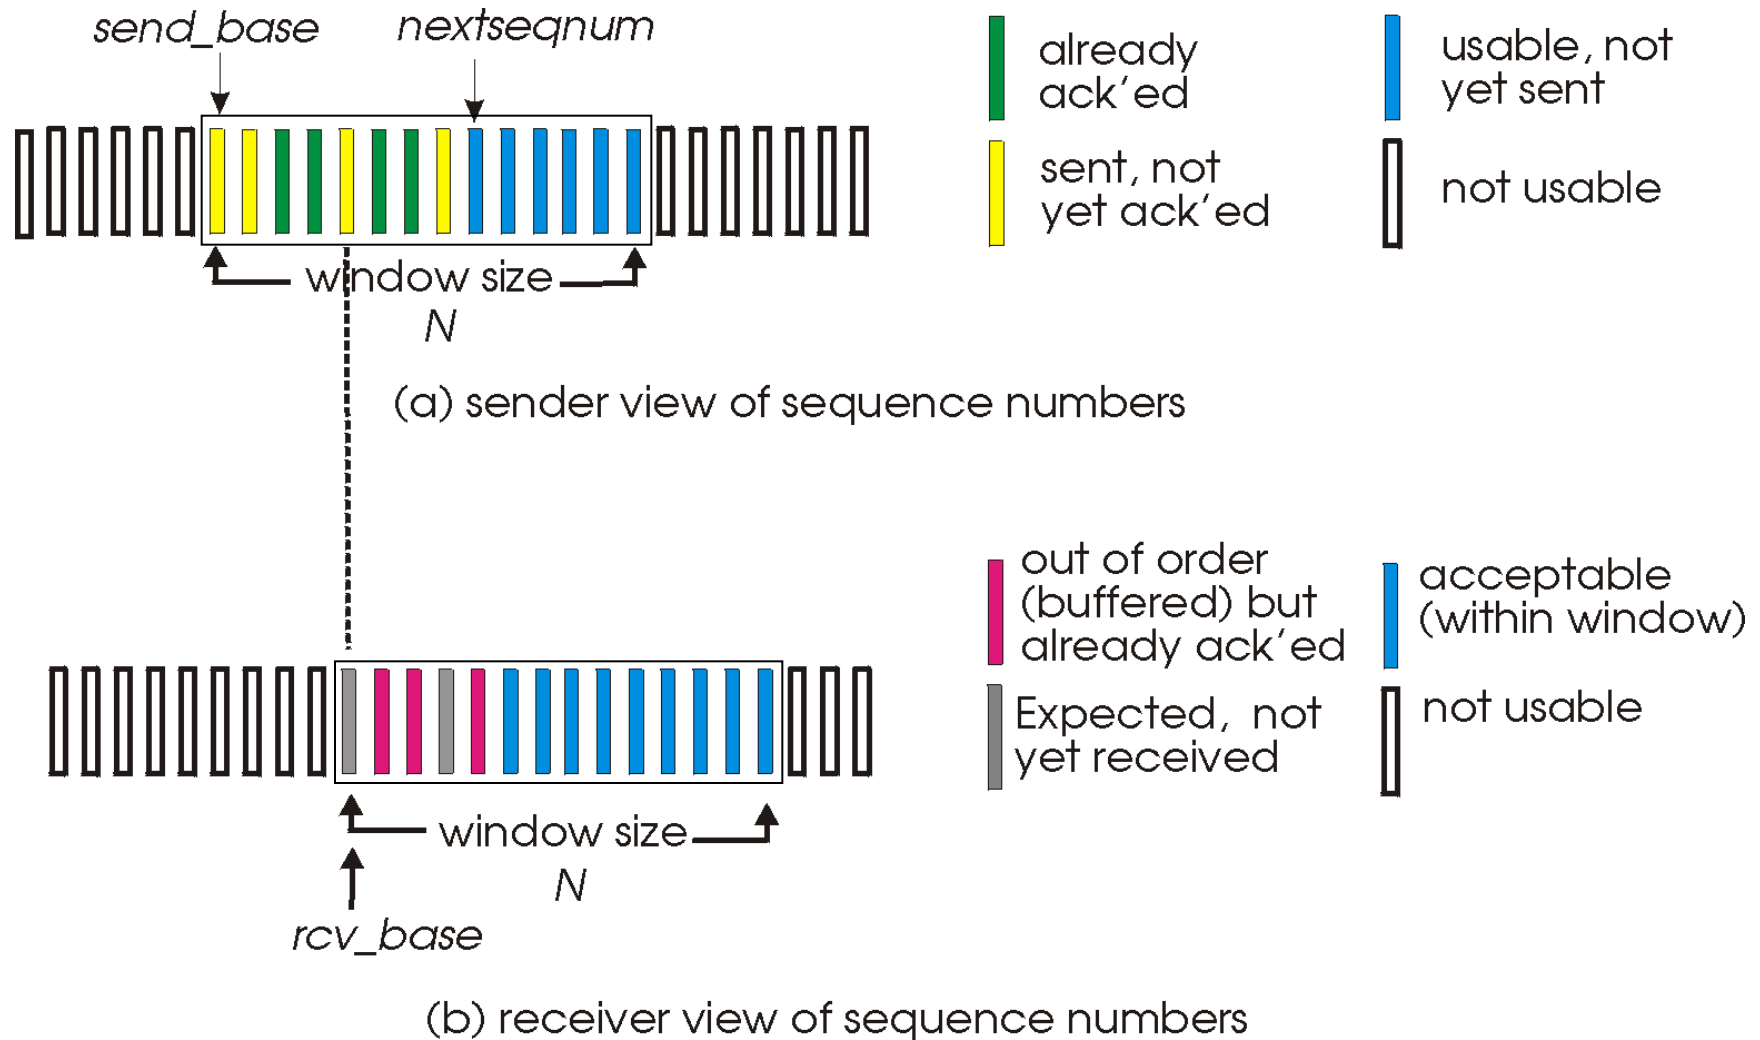 send_base
nextseqnum
already
ack’ed
usable, not
yet sent
sent, not
yet ack’ed
not usable
window size
N
(a) sender view of sequence numbers
out of order
(buffered) but
already ack’ed
acceptable
(within window)
Expected, not
yet received
not usable
window size
N
rcv_base
(b) receiver view of sequence numbers